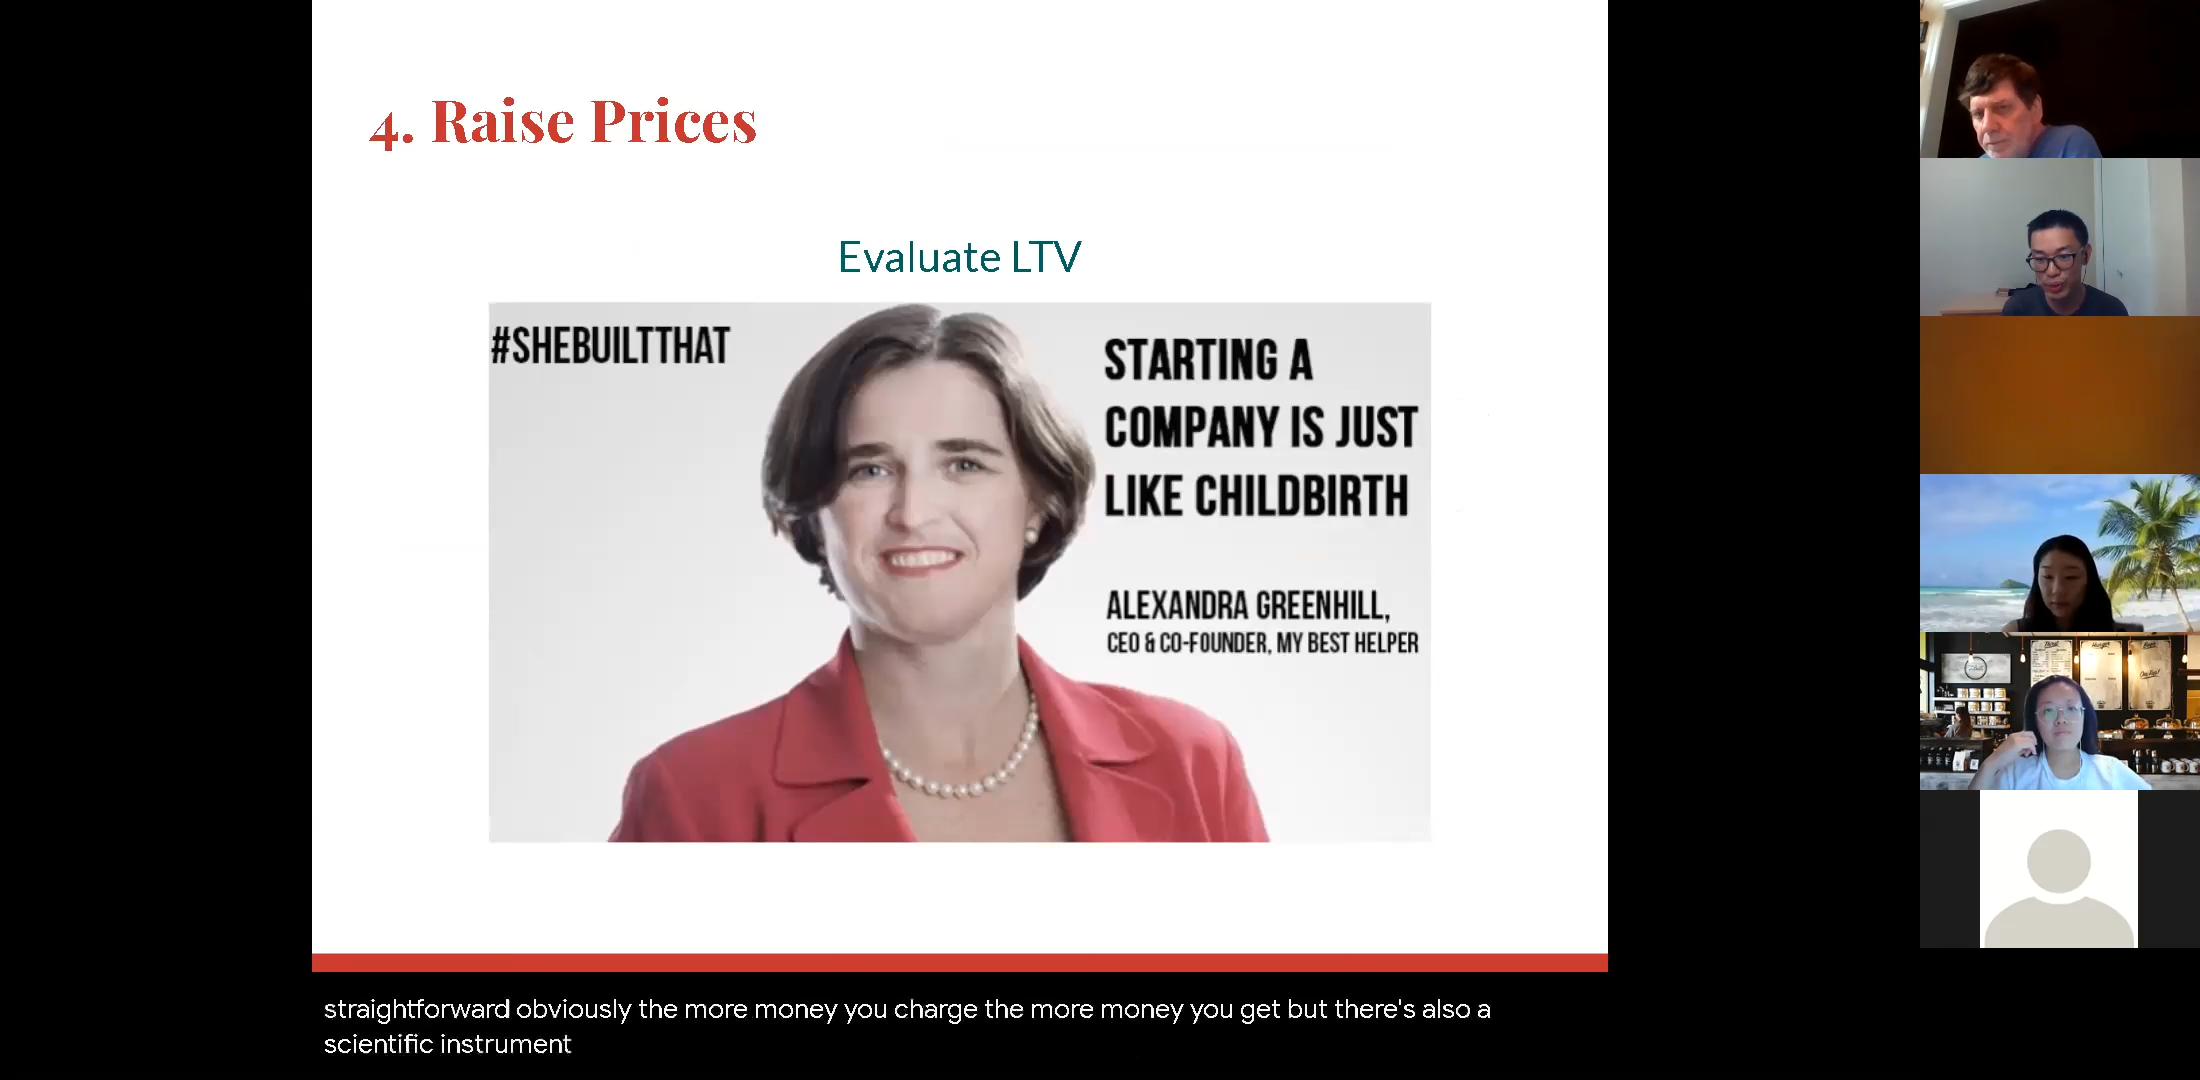 4. Raise Prices
Evaluate LTV
#SHEBUILTTHAT
STARTING A
COMPANY IS JUST
LIKE CHILDBIRTH
ALEXANDRA GREENHILL,
CEO & CO-FOUNDER, MY BEST HELPER
straightforward obviously the more money you charge the more money you get but there's also a
scientific instrument